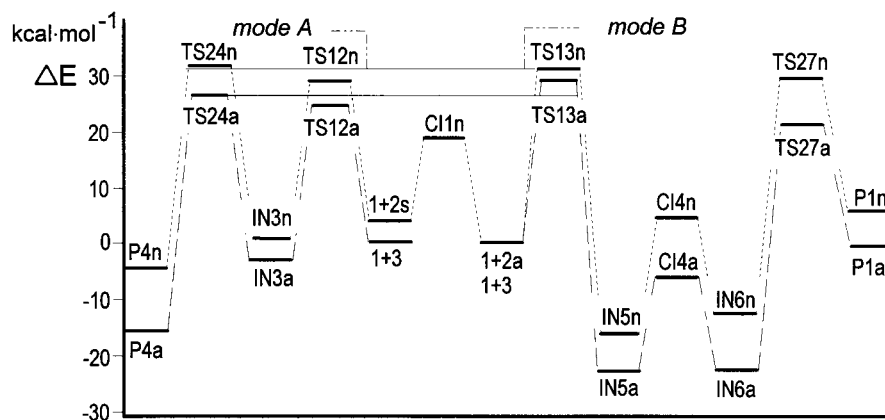 kcal·mol⁻¹
mode A
mode B
TS24n
TS12n
TS13n
TS27n
ΔE
30
TS24a
TS12a
TS13a
20
CI1n
TS27a
10
1+2s
CI4n
P1n
IN3n
0
P4n
IN3a
1+3
1+2a
1+3
CI4a
P1a
-10
P4a
IN5n
IN6n
-20
IN5a
IN6a
-30